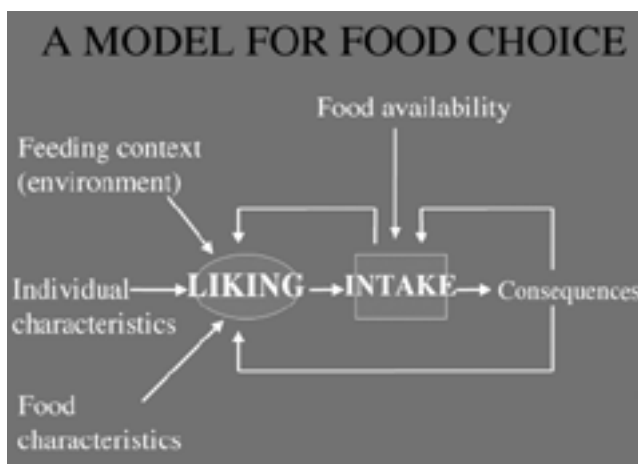 A MODEL FOR FOOD CHOICE
Food availability
Feeding context
(environment)
LIKING
INTAKE
Consequences
Individual
characteristics
Food
characteristics